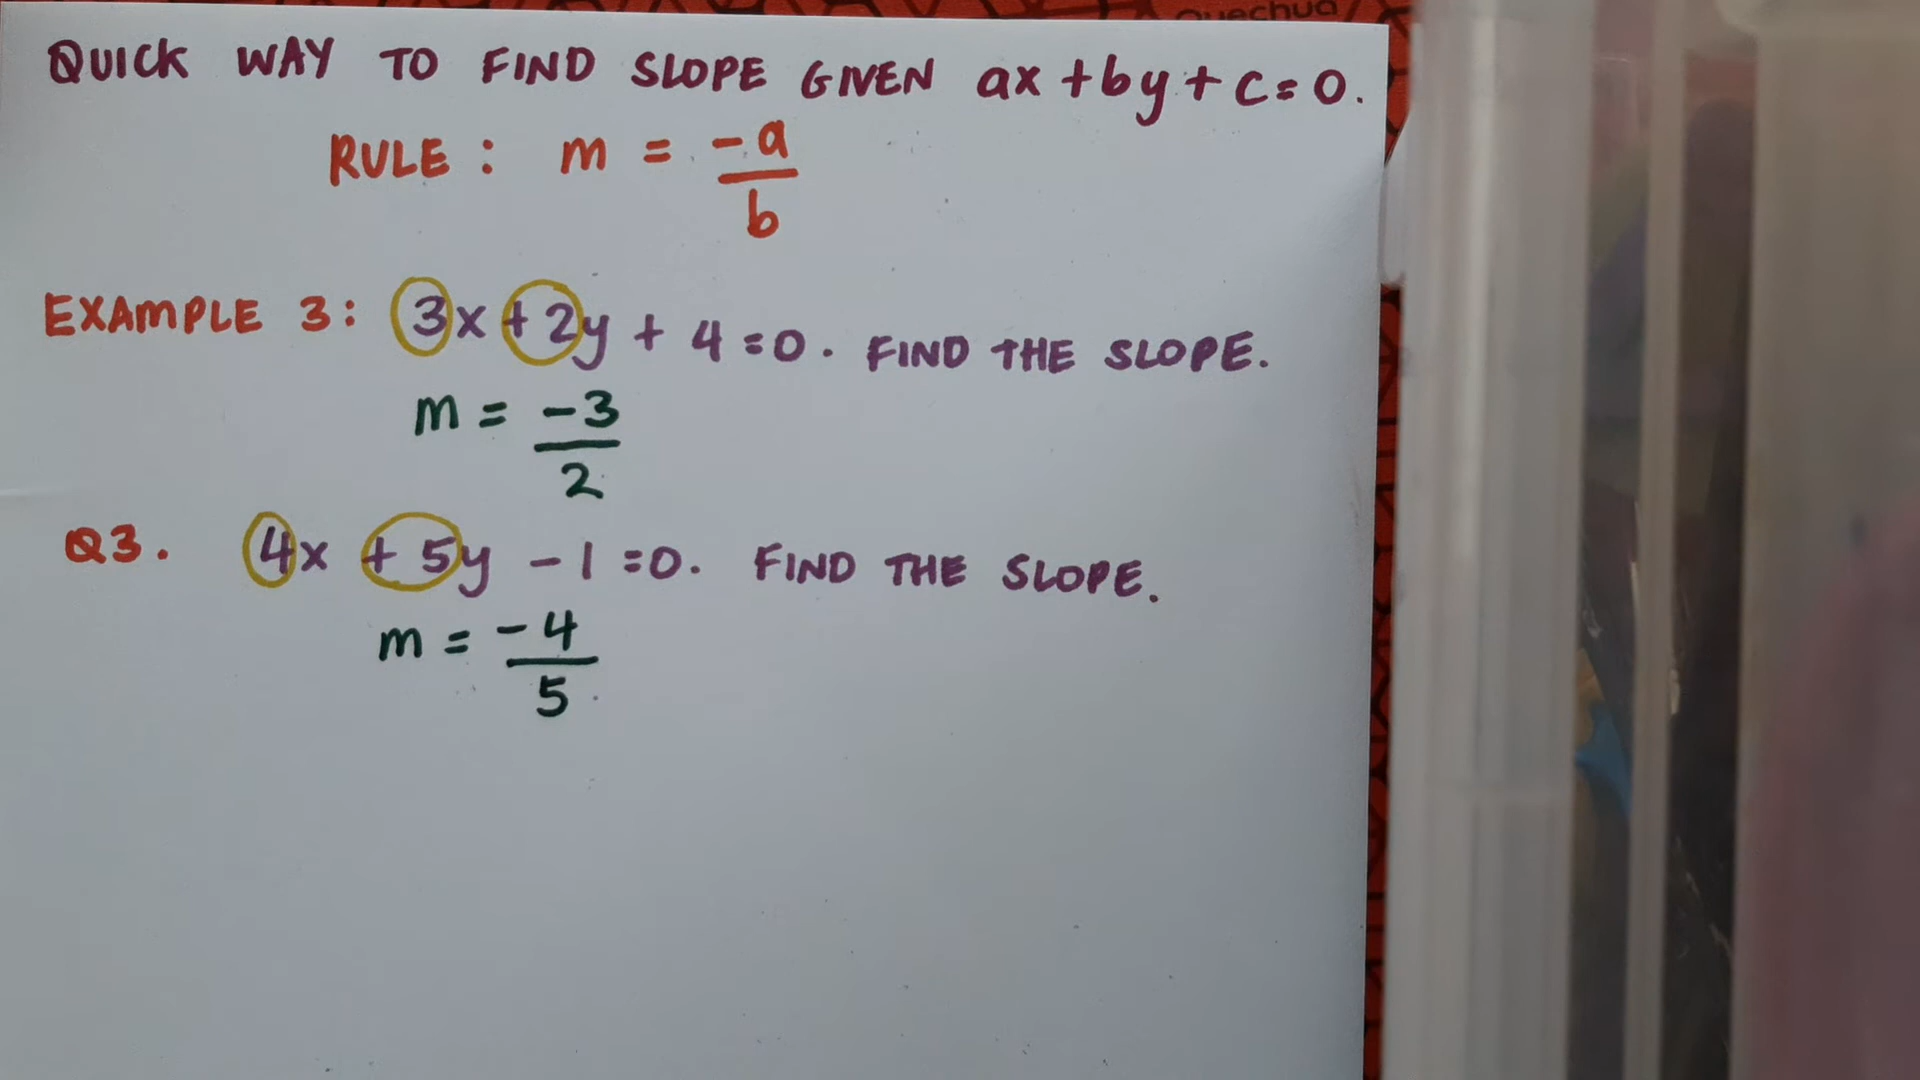 Quechua
QUICK WAY TO FIND SLOPE GIVEN ax + by + c = 0.
RULE : m = -a/b
EXAMPLE 3: 3x + 2y + 4 = 0. FIND THE SLOPE.
m = -3/2
Q3. 4x + 5y - 1 = 0. FIND THE SLOPE.
m = -4/5